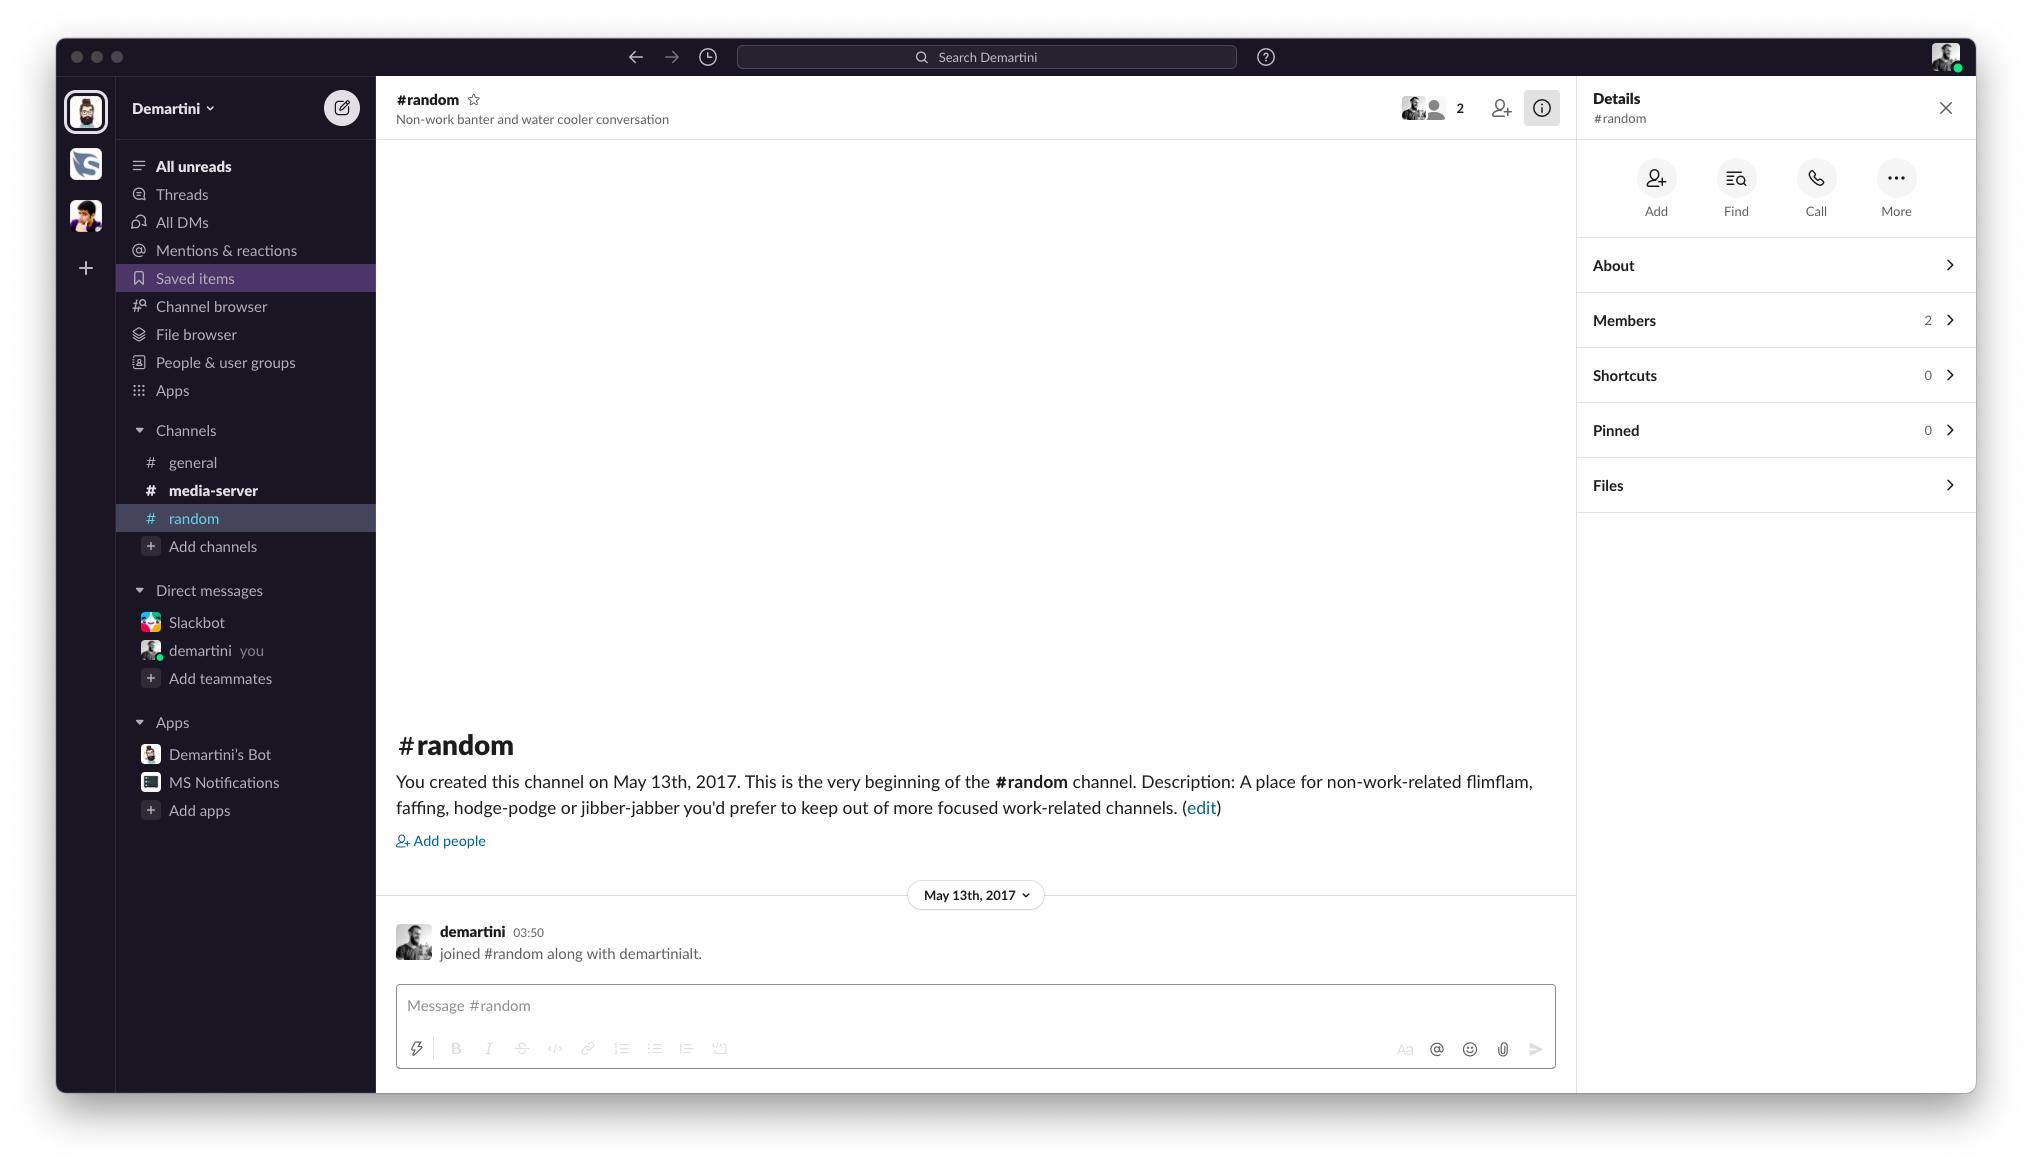 Search Demartini
Demartini
All unreads
Threads
All DMs
Mentions & reactions
Saved items
Channel browser
File browser
People & user groups
Apps
Channels
# general
# media-server
# random
+ Add channels
Direct messages
Slackbot
demartini you
+ Add teammates
Apps
Demartini's Bot
MS Notifications
+ Add apps
#random
Non-work banter and water cooler conversation
2
#random
You created this channel on May 13th, 2017. This is the very beginning of the #random channel. Description: A place for non-work-related flimflam,
faffing, hodge-podge or jibber-jabber you'd prefer to keep out of more focused work-related channels. (edit)
Add people
May 13th, 2017
demartini 03:50
joined #random along with demartinialt.
Message #random
B I S </> Aa @
Details
#random
Add Find Call More
About
Members 2
Shortcuts 0
Pinned 0
Files